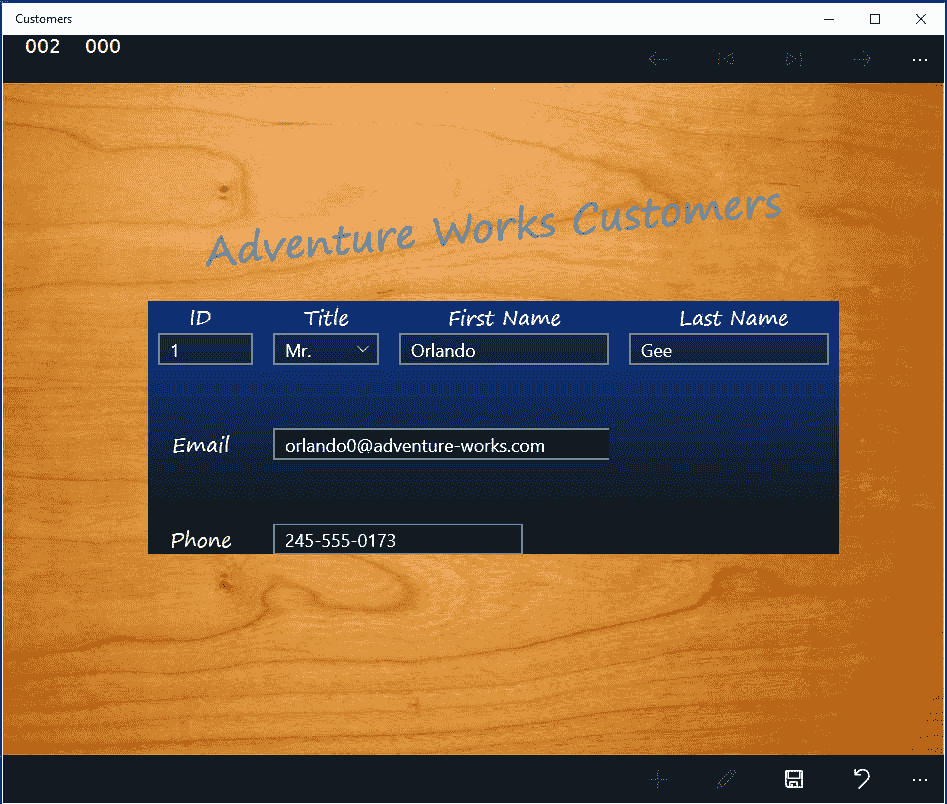 Customers
002 000
Adventure Works Customers
ID Title First Name Last Name
1 Mr. Orlando Gee
Email orlando0@adventure-works.com
Phone 245-555-0173